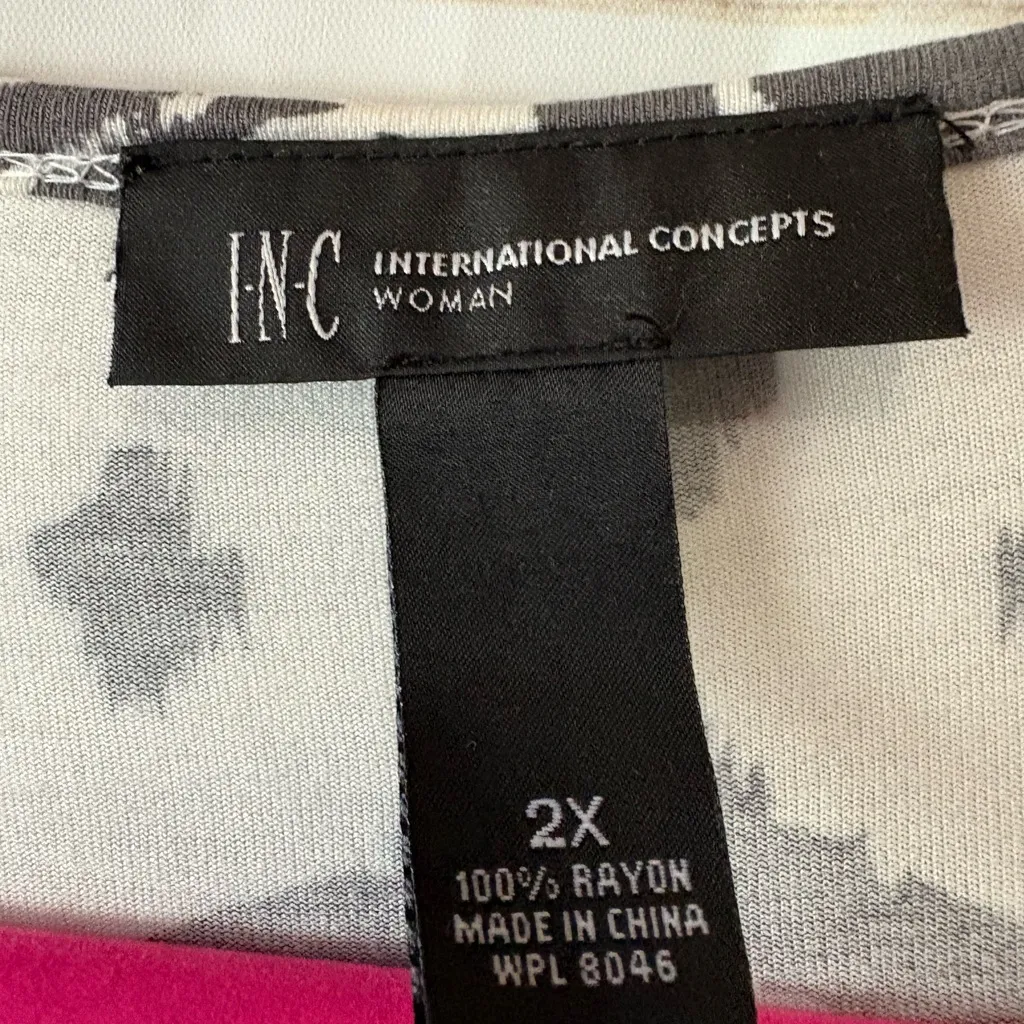 I·N·C INTERNATIONAL CONCEPTS
WOMAN
2X
100% RAYON
MADE IN CHINA
WPL 8046